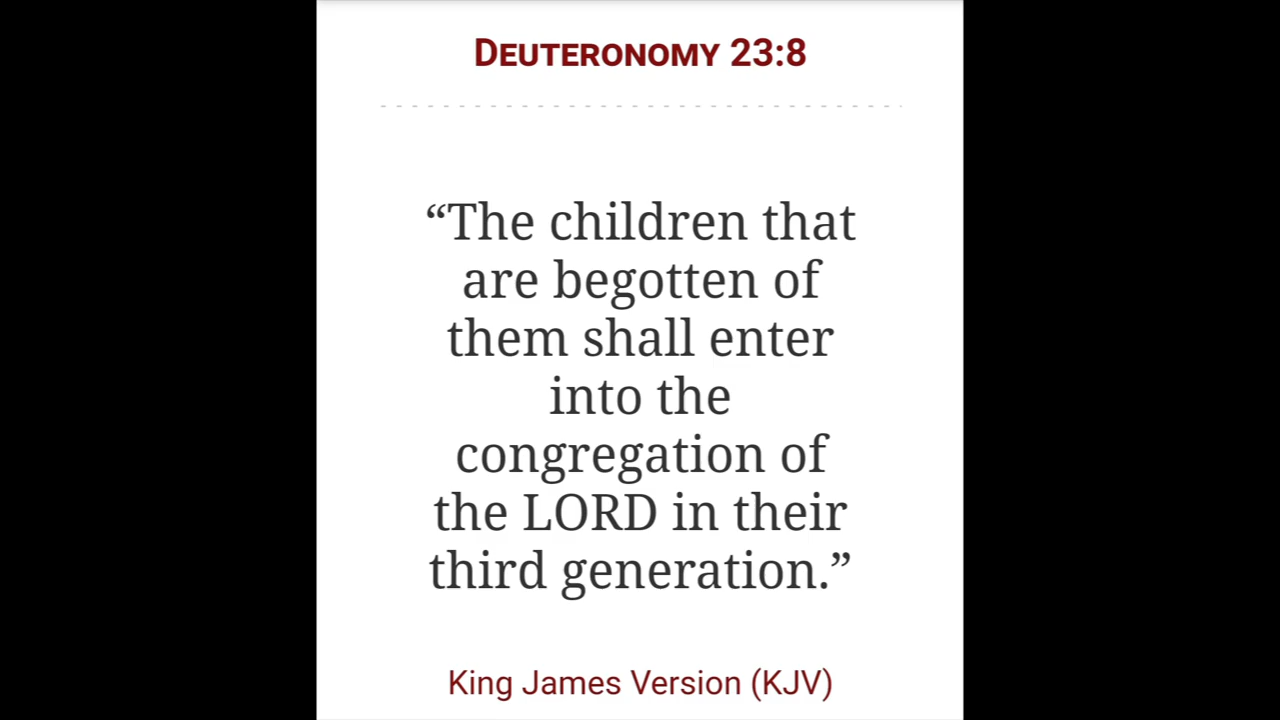 DEUTERONOMY 23:8
“The children that
are begotten of
them shall enter
into the
congregation of
the LORD in their
third generation.”
King James Version (KJV)